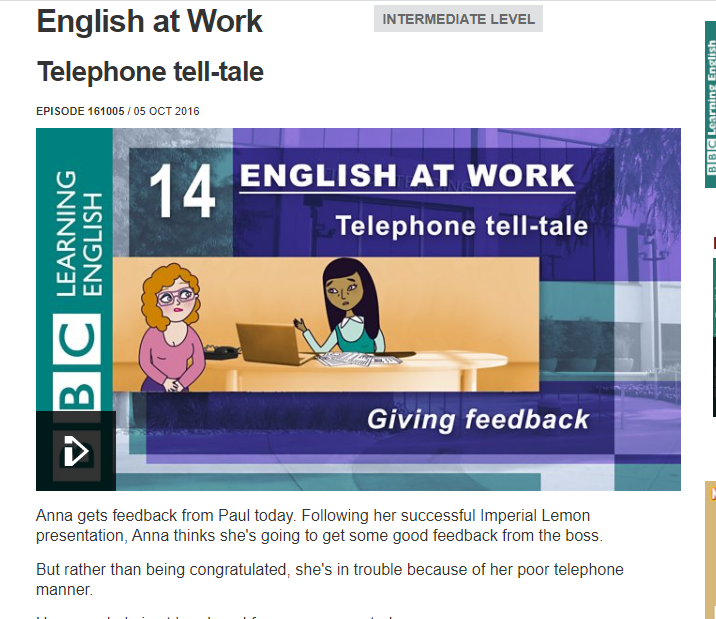 English at Work
INTERMEDIATE LEVEL
Telephone tell-tale
EPISODE 161005 / 05 OCT 2016
BBC LEARNING
ENGLISH
14
ENGLISH AT WORK
Telephone tell-tale
Giving feedback
BBC Learning English
Anna gets feedback from Paul today. Following her successful Imperial Lemon
presentation, Anna thinks she's going to get some good feedback from the boss.
But rather than being congratulated, she's in trouble because of her poor telephone
manner.